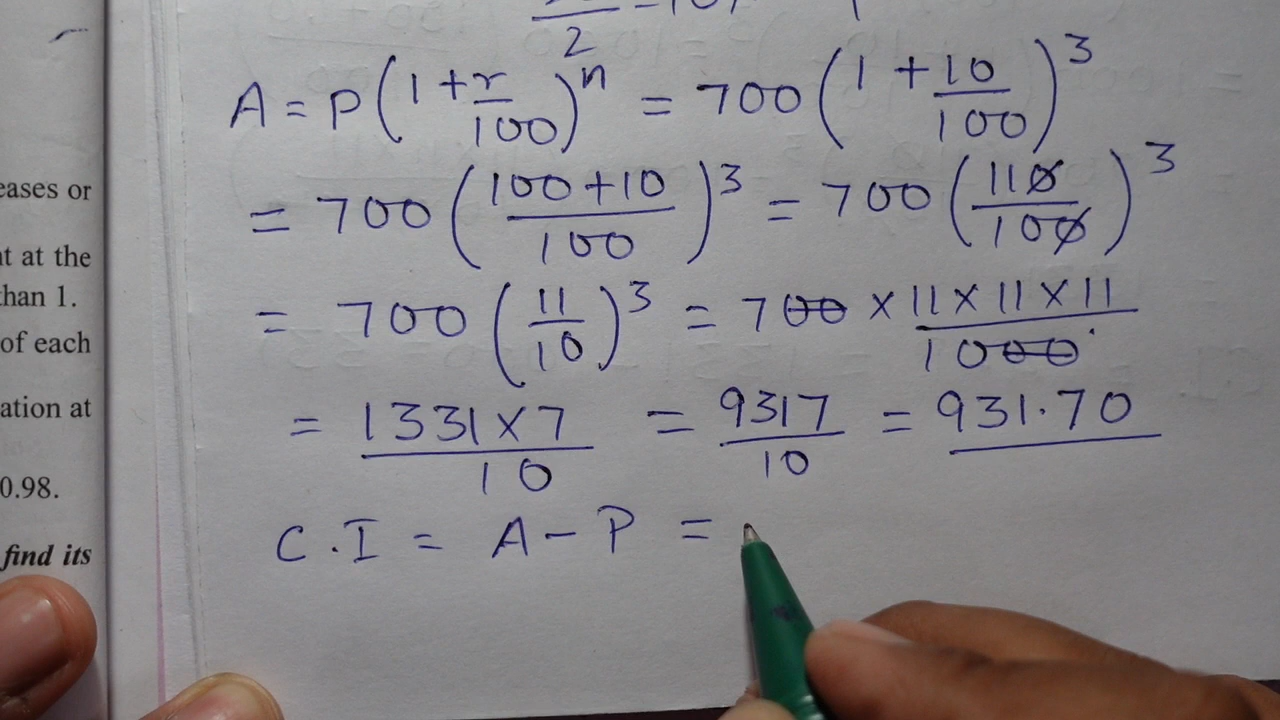 2
A = P(1 + r/100)^n = 700(1 + 10/100)^3
= 700(100 + 10/100)^3 = 700(110/100)^3
= 700(11/10)^3 = 700 × 11 × 11 × 11/1000
= 1331 × 7/10 = 9317/10 = 931.70
C.I = A − P =
eases or
at the
than 1.
of each
ation at
0.98.
find its